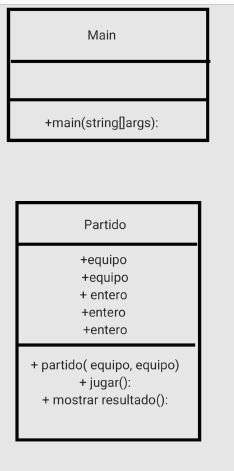 Main
+main(string[]args):
Partido
+equipo
+equipo
+ entero
+entero
+entero
+ partido( equipo, equipo)
+ jugar():
+ mostrar resultado():